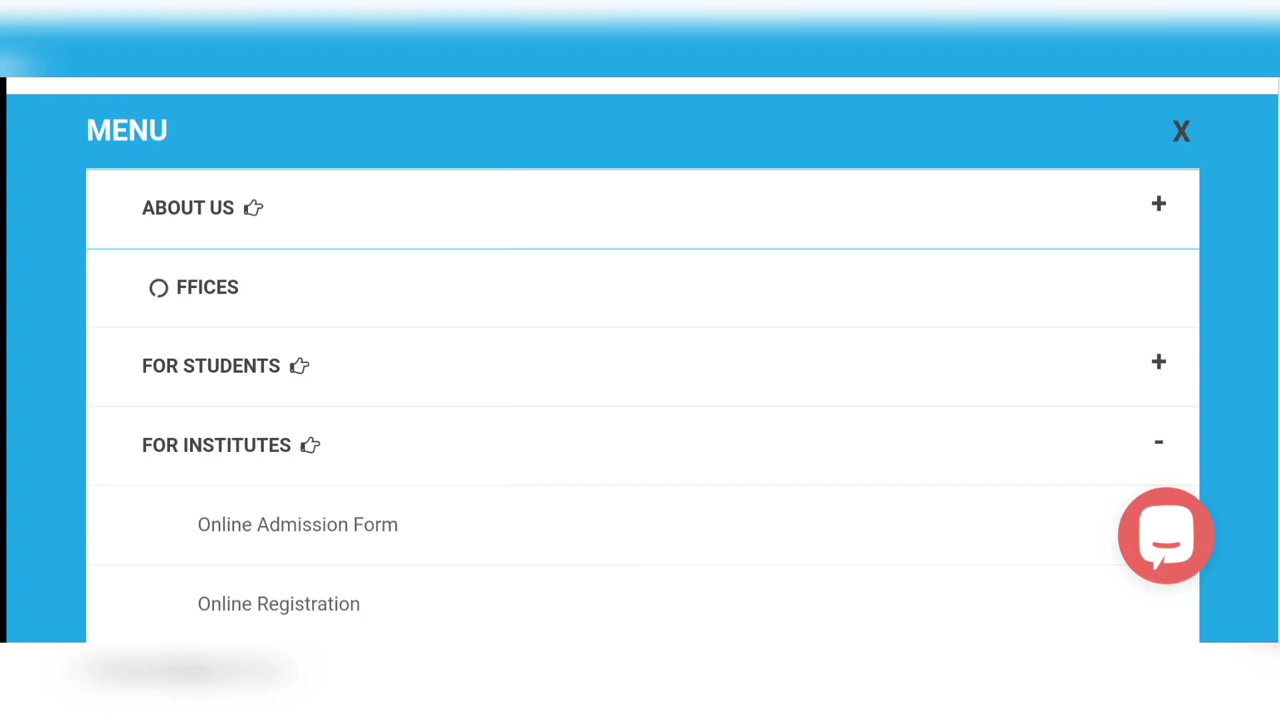 MENU
X
ABOUT US
+
FFICES
FOR STUDENTS
+
FOR INSTITUTES
-
Online Admission Form
Online Registration